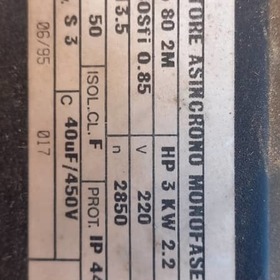 TORE ASINCRONO MONOFASE
80 2M HP 3 KW 2.2
OSfi 0.85 V 220
3.5 n 2850
50 ISOL.CL. F PROT. IP 44
. S 3 C 40uF/450V
06/95 017